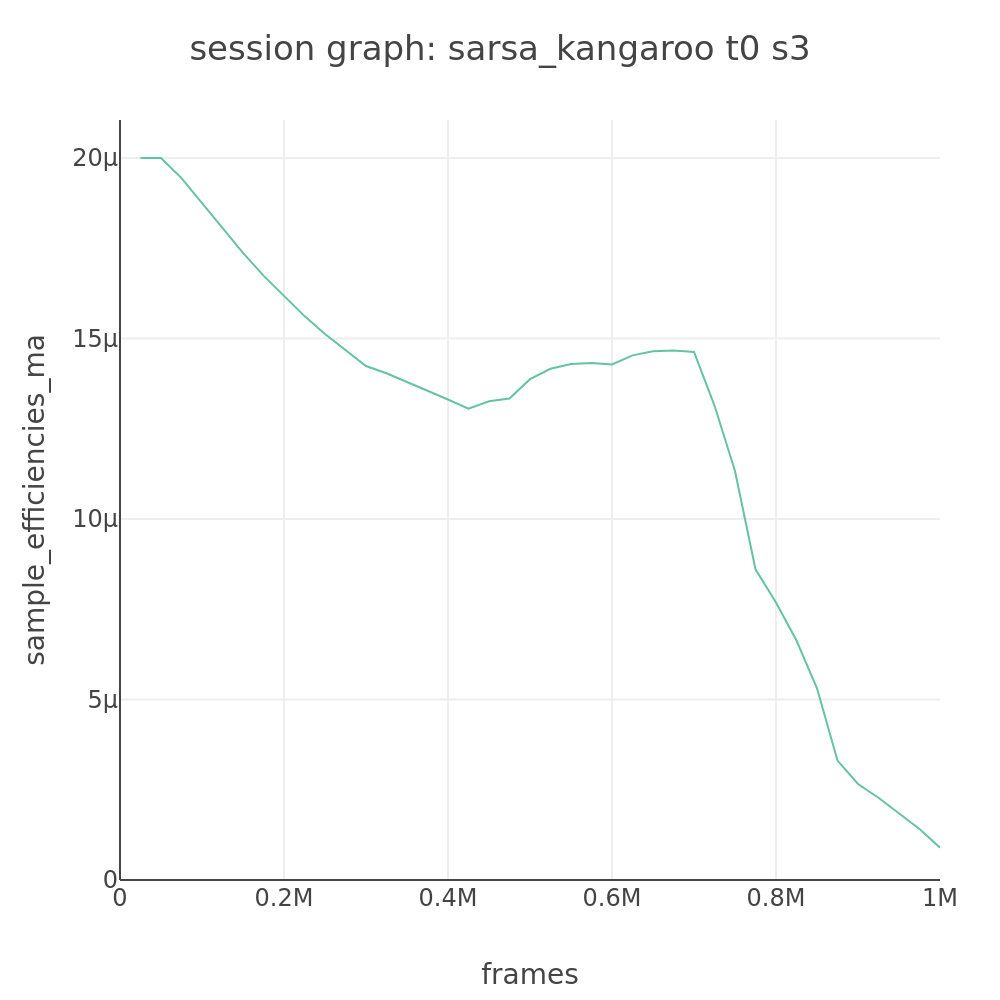 session graph: sarsa_kangaroo t0 s3
sample_efficiencies_ma
20μ
15μ
10μ
5μ
0
0
0.2M
0.4M
0.6M
0.8M
1M
frames